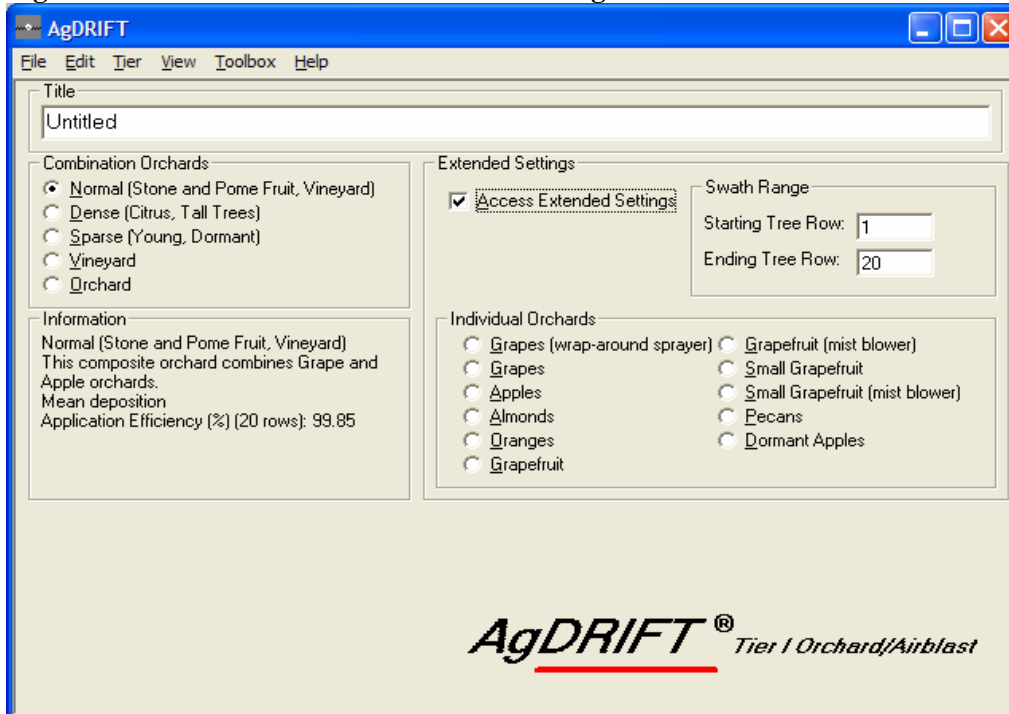 AgDRIFT
File Edit Tier View Toolbox Help
Title
Untitled
Combination Orchards
Normal (Stone and Pome Fruit, Vineyard)
Dense (Citrus, Tall Trees)
Sparse (Young, Dormant)
Vineyard
Orchard
Information
Normal (Stone and Pome Fruit, Vineyard)
This composite orchard combines Grape and
Apple orchards.
Mean deposition
Application Efficiency (%) (20 rows): 99.85
Extended Settings
Access Extended Settings
Swath Range
Starting Tree Row: 1
Ending Tree Row: 20
Individual Orchards
Grapes (wrap-around sprayer)
Grapes
Apples
Almonds
Oranges
Grapefruit
Grapefruit (mist blower)
Small Grapefruit
Small Grapefruit (mist blower)
Pecans
Dormant Apples
AgDRIFT® Tier I Orchard/Airblast